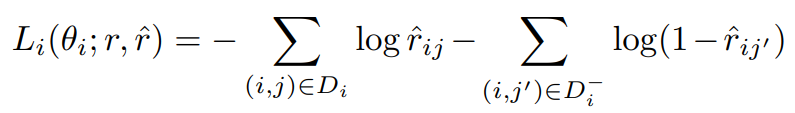 L_i(θ_i; r, r̂) = − ∑_{(i,j)∈D_i} log r̂_{ij} − ∑_{(i,j′)∈D_i^−} log(1−r̂_{ij′})